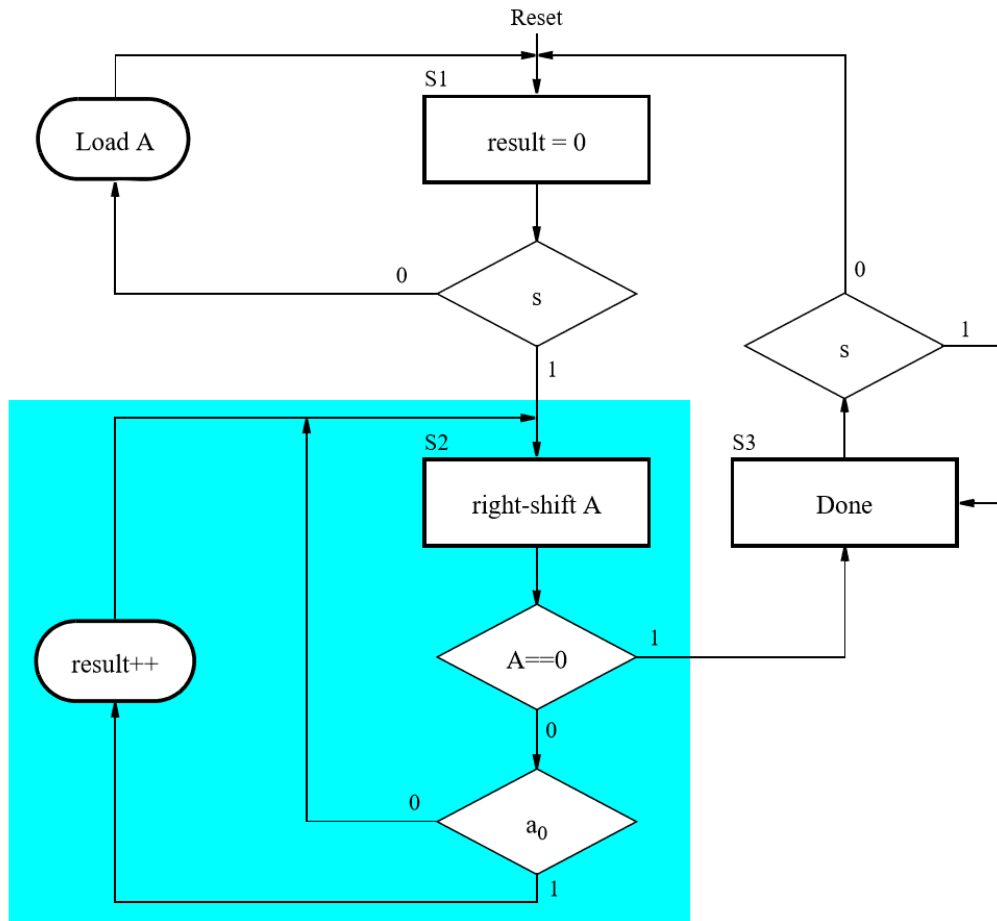 Reset
S1
Load A
result = 0
0
s
1
0
s
1
S2
S3
right-shift A
Done
A==0
1
result++
0
0
a0
1